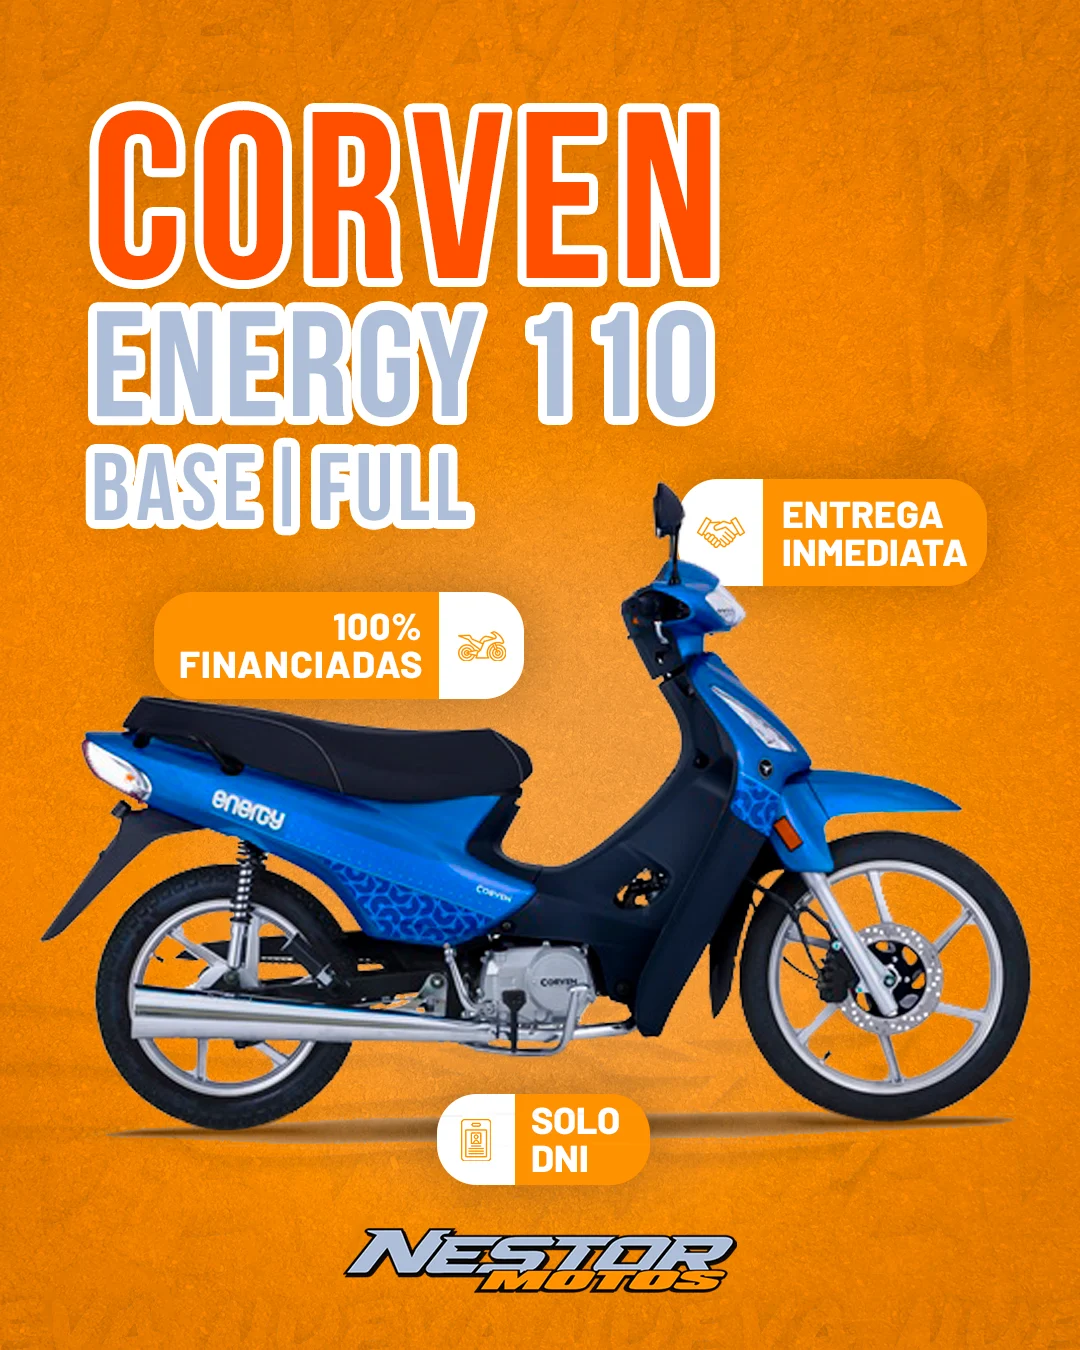 CORVEN
ENERGY 110
BASE | FULL
ENTREGA
INMEDIATA
100%
FINANCIADAS
energy
CORVEN
CORVEN
SOLO
DNI
NESTOR
MOTOS